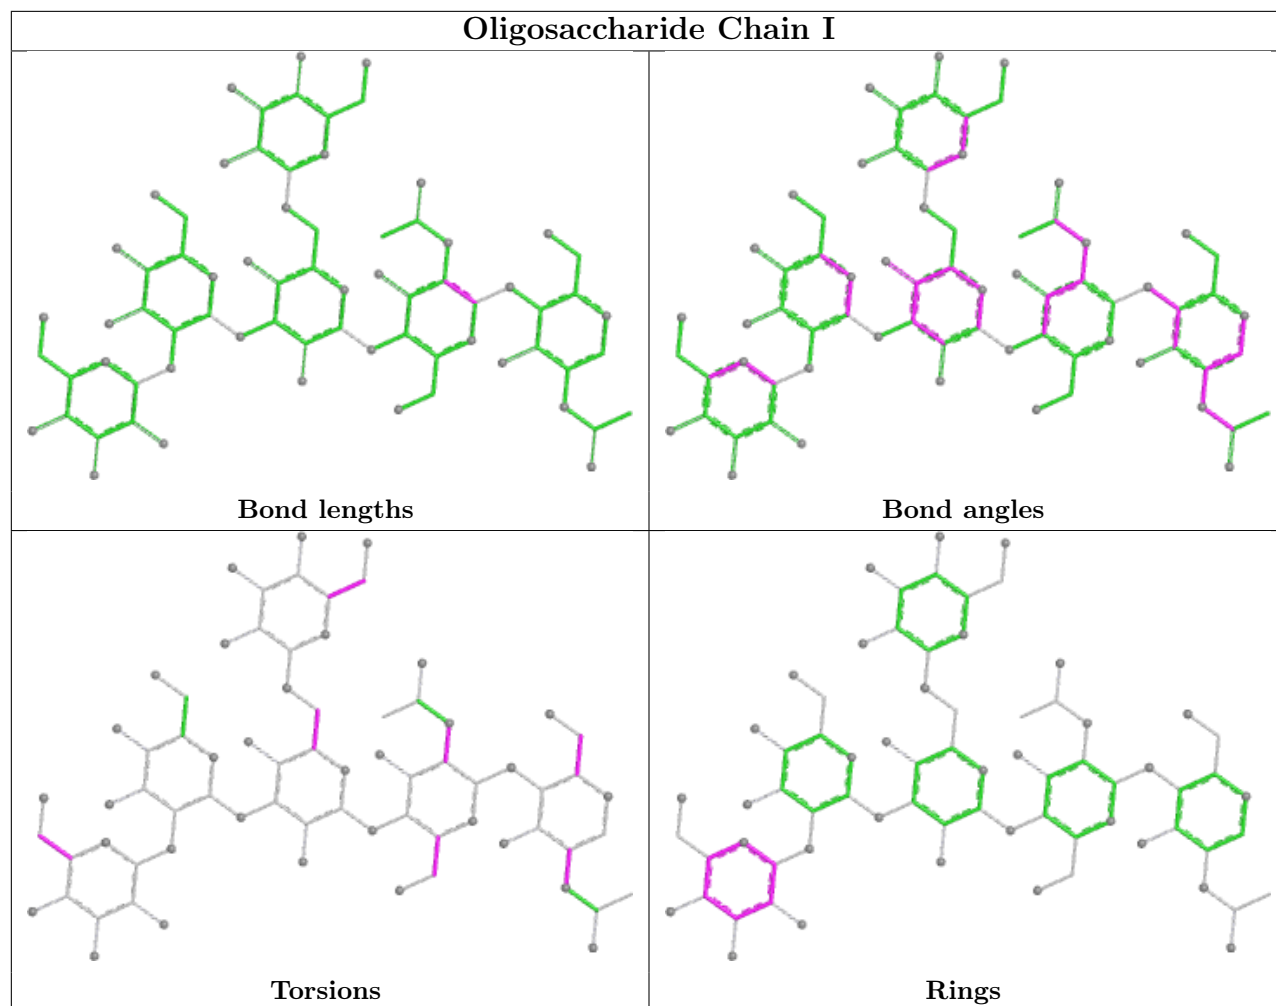 Oligosaccharide Chain I
Bond lengths
Bond angles
Torsions
Rings